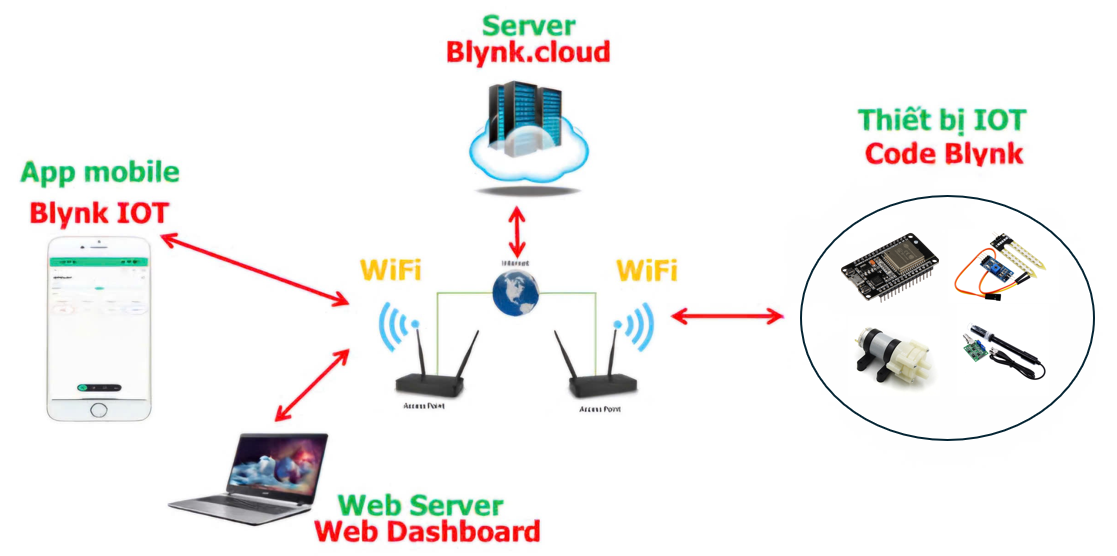 Server
Blynk.cloud
Thiết bị IOT
Code Blynk
App mobile
Blynk IOT
WiFi
Internet
WiFi
Access Point
Access Point
Web Server
Web Dashboard